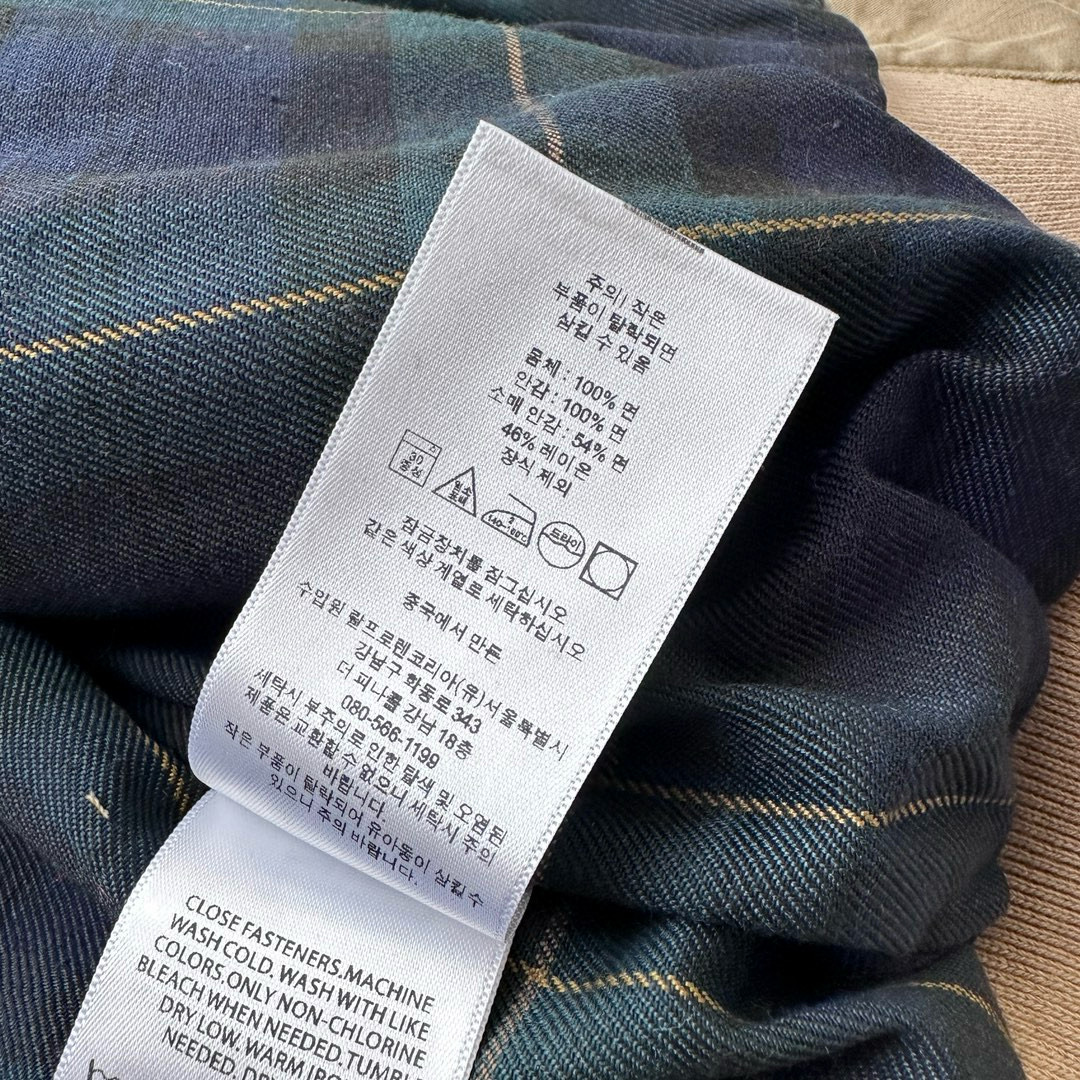 주의! 작은
부품이 탈락되면
삼킬 수 있음
몸체 : 100% 면
안감 : 100% 면
소매 안감 : 54% 면
46% 레이온
장식 제외
30
중성
염소
표백
2
140~160℃
드라이
잠금장치를 잠그십시오
같은 색상 계열로 세탁하십시오
중국에서 만든
수입원 랄프로렌코리아(유)서울특별시
강남구 학동로 343
더 피나클 강남 18층
080-566-1199
세탁시 부주의로 인한 탈색 및 오염된
제품은 교환할 수 없으니 세탁시 주의
바랍니다.
작은 부품이 탈락되어 유아동이 삼킬 수
있으니 주의 바랍니다.
CLOSE FASTENERS.MACHINE
WASH COLD. WASH WITH LIKE
COLORS.ONLY NON-CHLORINE
BLEACH WHEN NEEDED.TUMBLE
DRY LOW. WARM IRON
NEEDED.